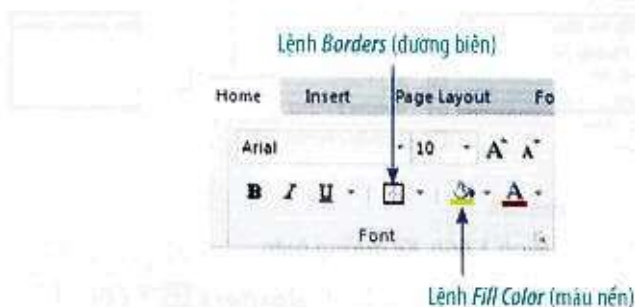 Lệnh Borders (đường biên)
Home Insert Page Layout Fo
Arial 10 A A
B I U A
Font
Lệnh Fill Color (màu nền)